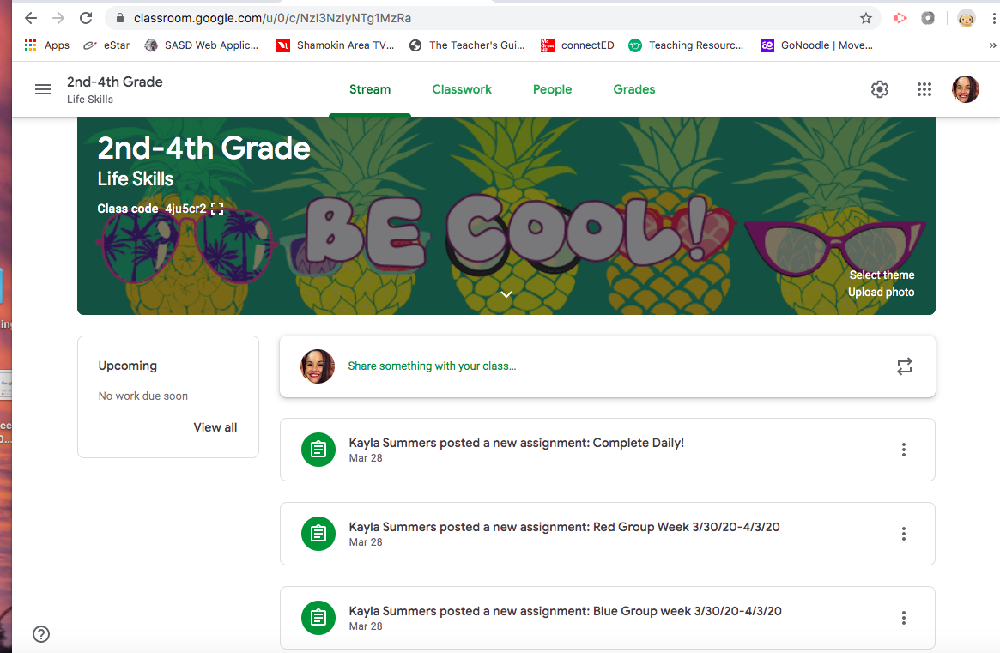 classroom.google.com/u/0/c/NzI3NzIyNTg1MzRa
Apps eStar SASD Web Applic... Shamokin Area TV... The Teacher's Gui... connectED Teaching Resourc... GoNoodle | Move... »
2nd-4th Grade
Life Skills
Stream Classwork People Grades
2nd-4th Grade
Life Skills
Class code 4ju5cr2
BE COOL!
Select theme
Upload photo
Upcoming
No work due soon
View all
Share something with your class...
Kayla Summers posted a new assignment: Complete Daily!
Mar 28
Kayla Summers posted a new assignment: Red Group Week 3/30/20-4/3/20
Mar 28
Kayla Summers posted a new assignment: Blue Group week 3/30/20-4/3/20
Mar 28